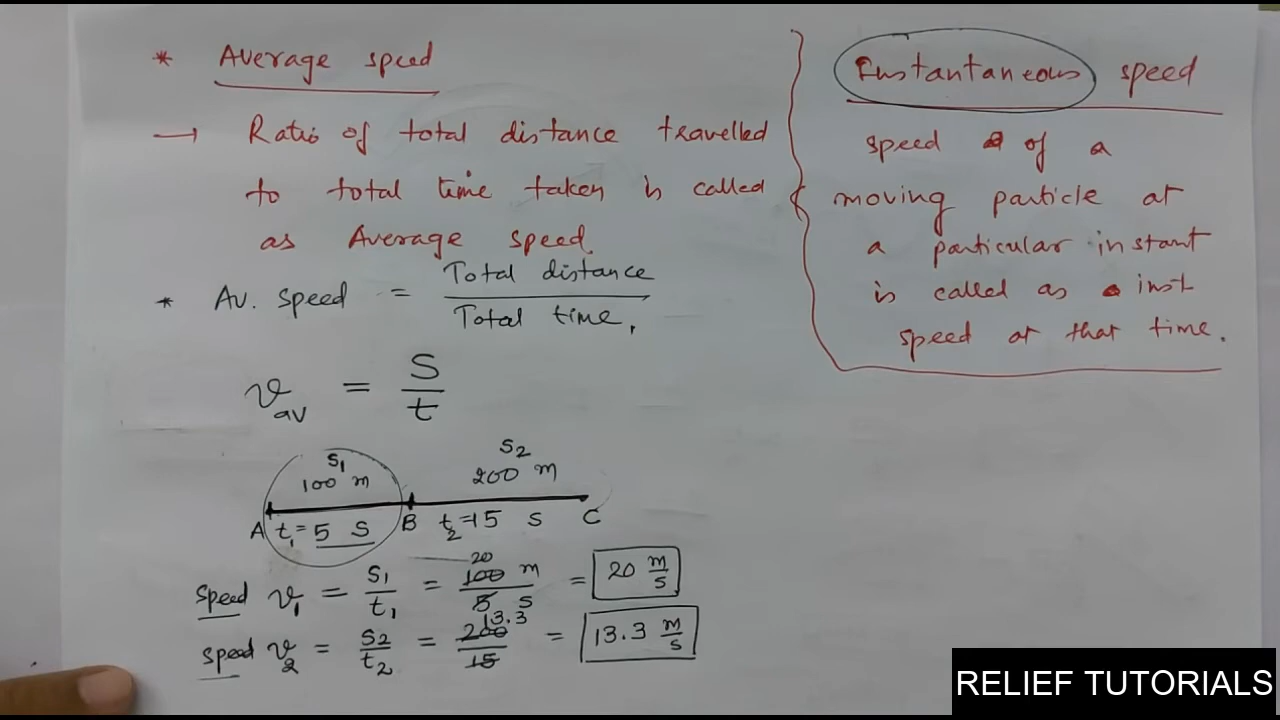 * Average speed
→ Ratio of total distance travelled
to total time taken is called
as Average speed.
* Av. speed = Total distance / Total time.
v_av = S / t
S1 S2
100 m 200 m
A t1 = 5 S B t2 = 15 S C
speed v1 = S1 / t1 = 100 m / 5 s = 20 m/s
20
speed v2 = S2 / t2 = 200 / 15 = 13.3 m/s
13.3
Instantaneous speed
speed of a
moving particle at
a particular instant
is called as inst
speed at that time.
RELIEF TUTORIALS